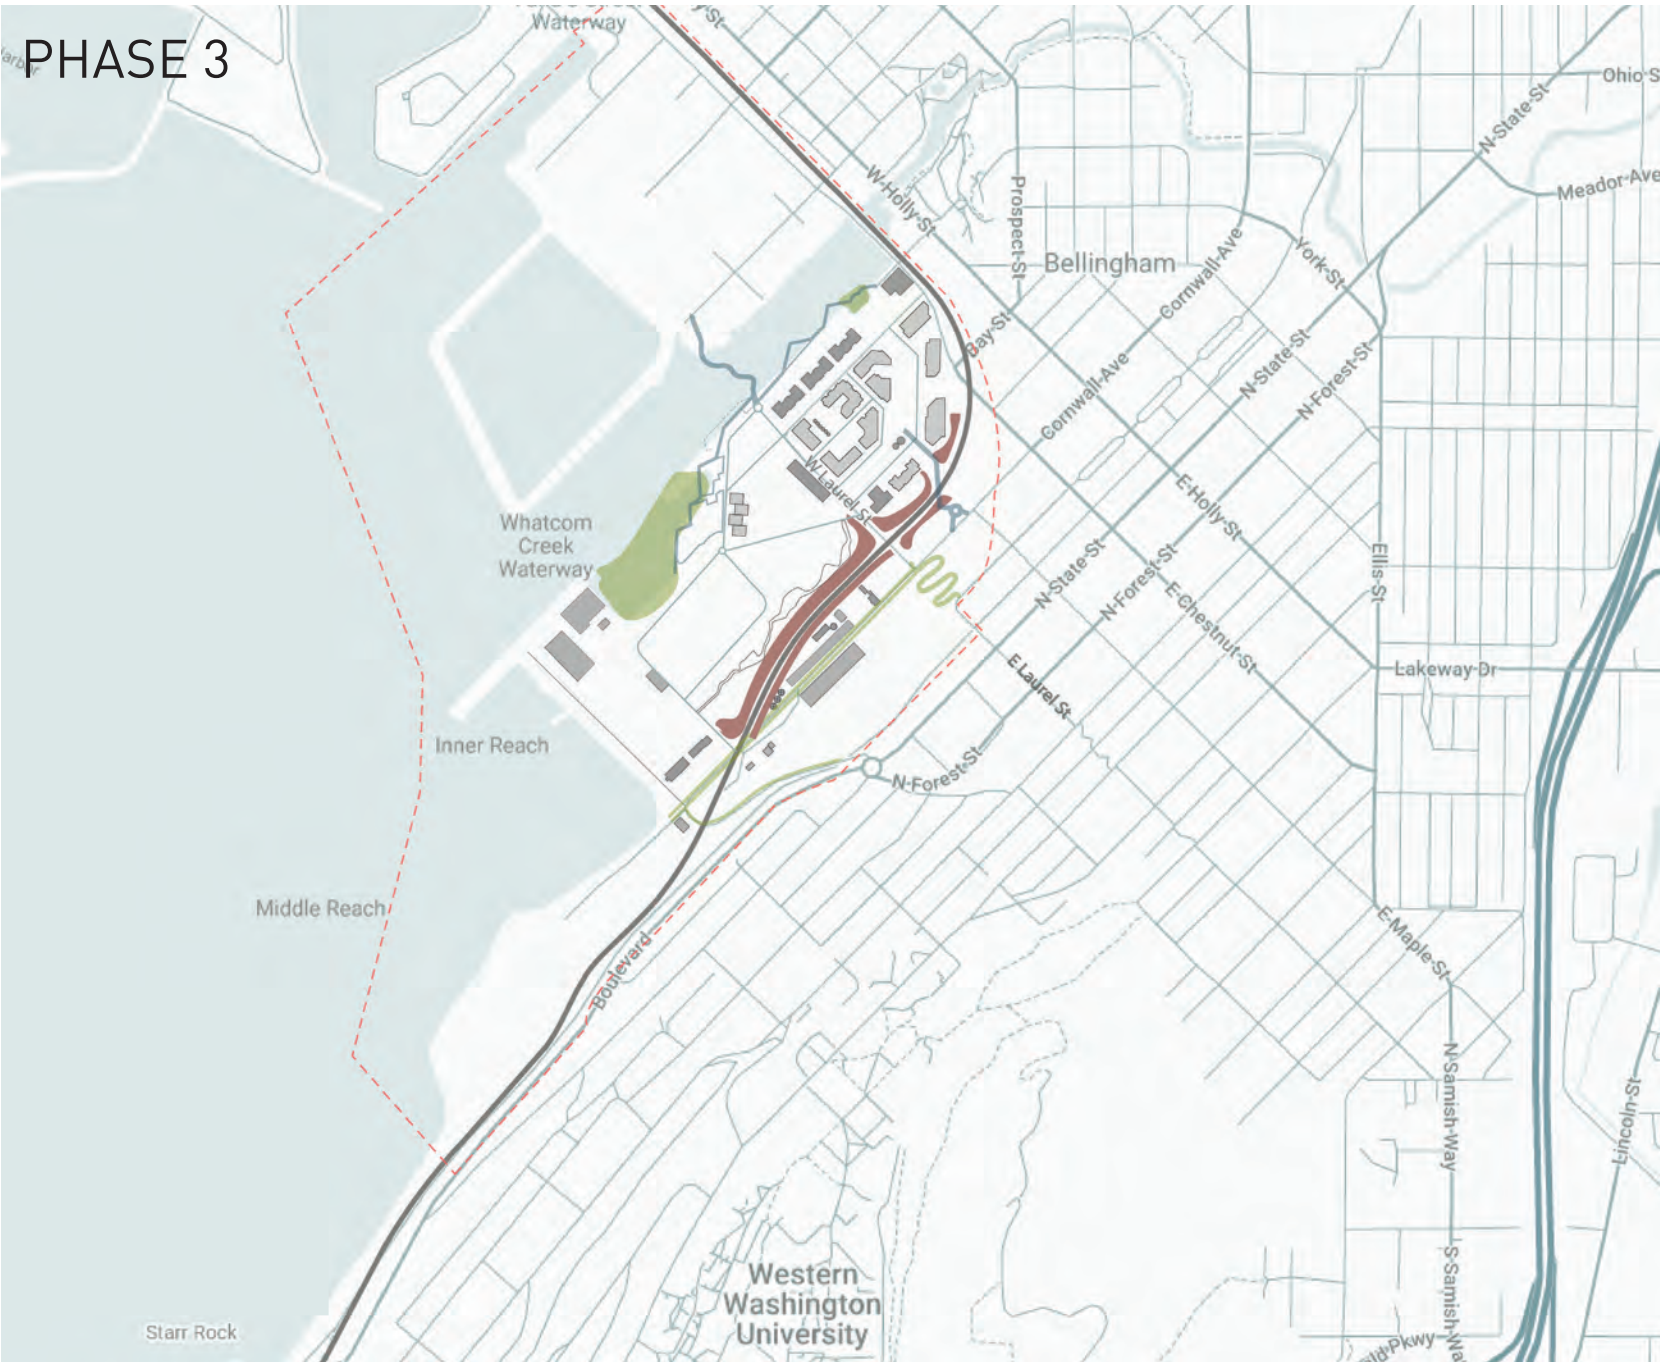 PHASE 3
Waterway
W-Holly-St
Prospect-St
Bellingham
Cornwall-Ave
York-St
N-State-St
Ohio S
Meador-Ave
Bay-St
Cornwall-Ave
N-State-St
N-Forest-St
W-Laurel-St
E-Holly-St
Whatcom
Creek
Waterway
N-State-St
N-Forest-St
E-Chestnut-St
Ellis-St
E Laurel St
Lakeway-Dr
Inner Reach
N-Forest-St
Middle Reach
Boulevard
E-Maple-St
N-Samish-Way
Lincoln-St
S-Samish-Wa
Western
Washington
University
Starr Rock
Pkwy